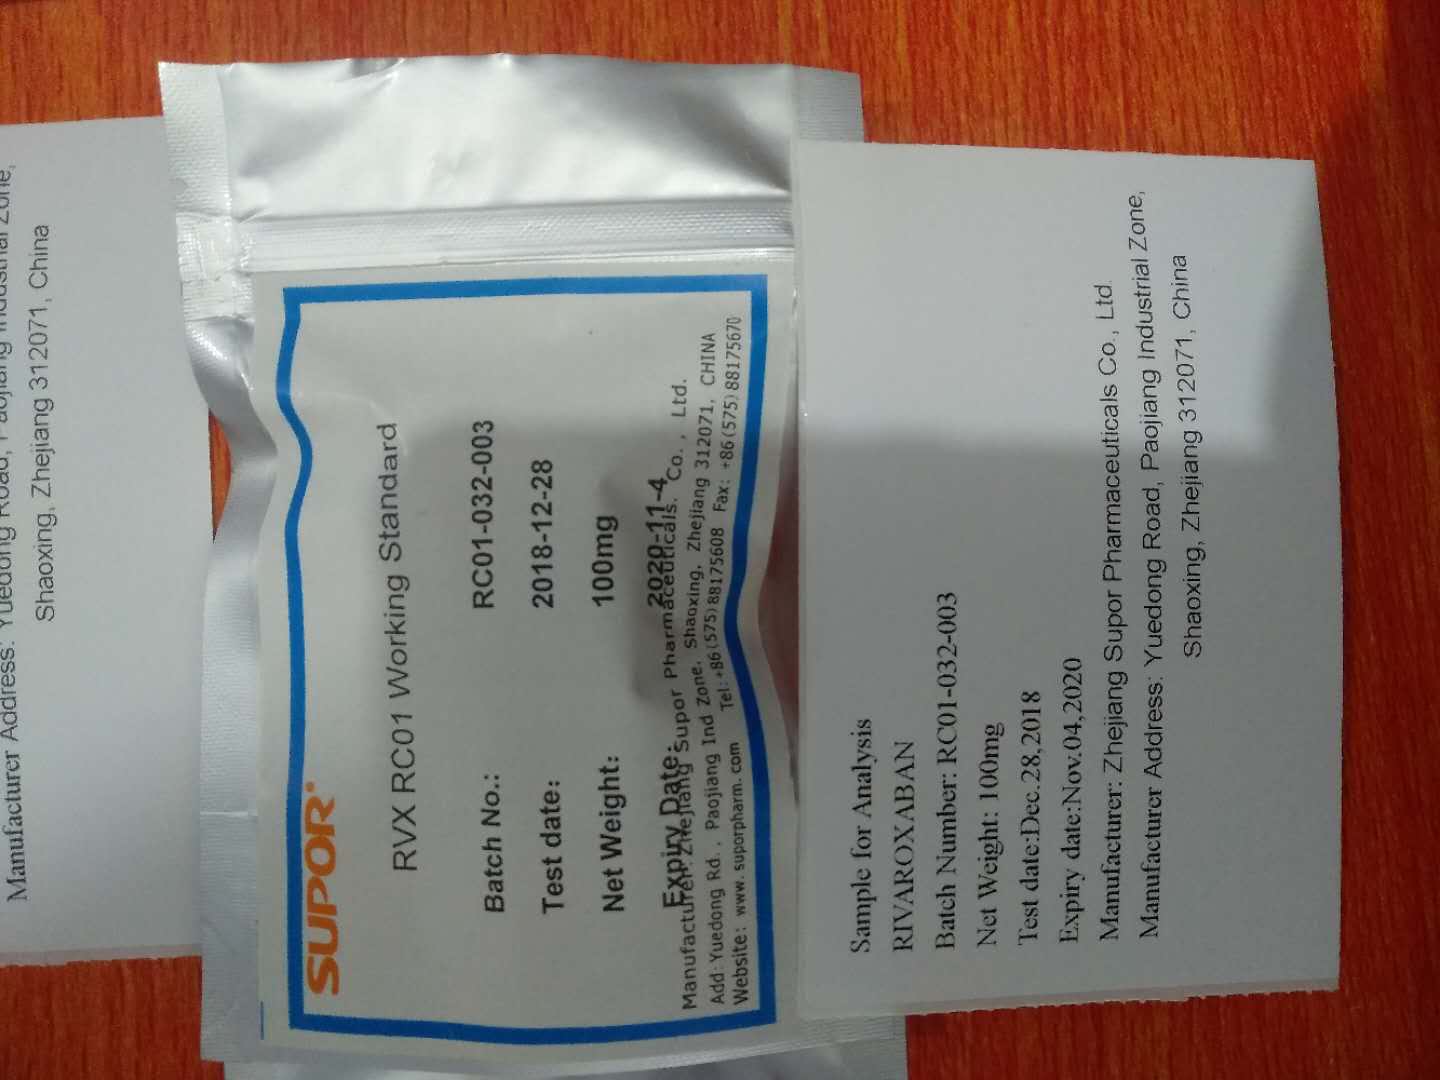 Manufacturer Address: Yuedong Road, Paojiang Industrial Zone,
Shaoxing, Zhejiang 312071, China
SUPOR®
RVX RC01 Working Standard
Batch No.: RC01-032-003
Test date: 2018-12-28
Net Weight: 100mg
Expiry Date: 2020-11-4
Manufacturer: Zhejiang Supor Pharmaceuticals. Co., Ltd.
Add:Yuedong Rd., Paojiang Ind Zone. Shaoxing, Zhejiang 312071, CHINA
Website: www.suporpharm.com Tel:+86(575)88175608 Fax: +86(575)88175670
Sample for Analysis
RIVAROXABAN
Batch Number: RC01-032-003
Net Weight: 100mg
Test date:Dec.28,2018
Expiry date:Nov.04,2020
Manufacturer: Zhejiang Supor Pharmaceuticals Co., Ltd.
Manufacturer Address: Yuedong Road, Paojiang Industrial Zone,
Shaoxing, Zhejiang 312071, China